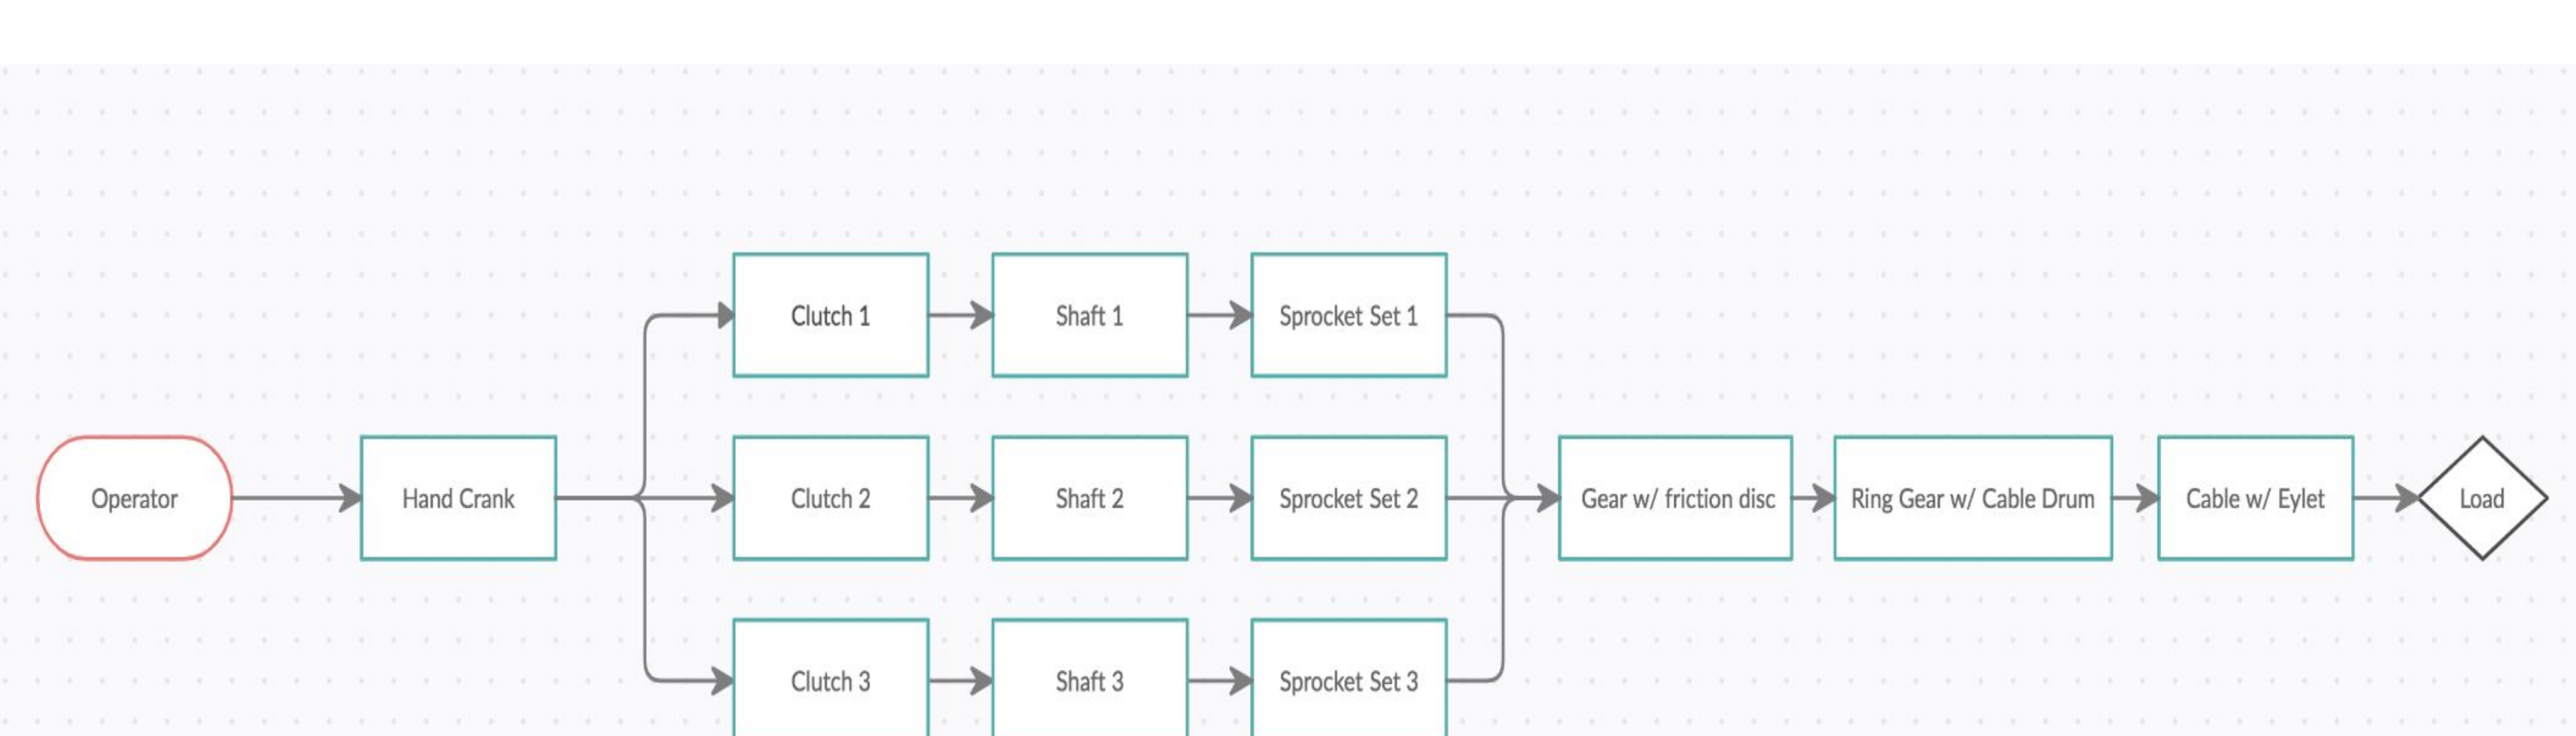 Clutch 1
Shaft 1
Sprocket Set 1
Operator
Hand Crank
Clutch 2
Shaft 2
Sprocket Set 2
Gear w/ friction disc
Ring Gear w/ Cable Drum
Cable w/ Eylet
Load
Clutch 3
Shaft 3
Sprocket Set 3